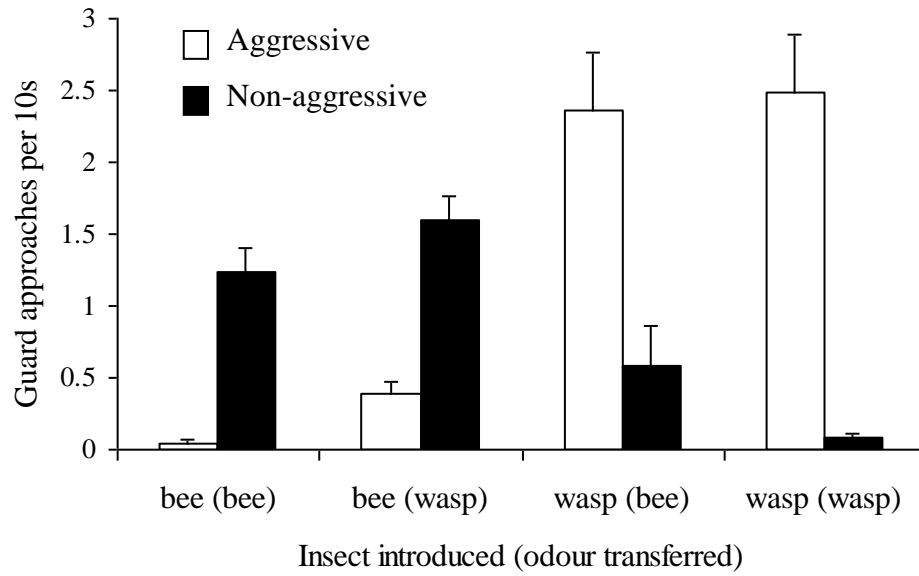 3
2.5
2
1.5
1
0.5
0
Guard approaches per 10s
Aggressive
Non-aggressive
bee (bee) bee (wasp) wasp (bee) wasp (wasp)
Insect introduced (odour transferred)